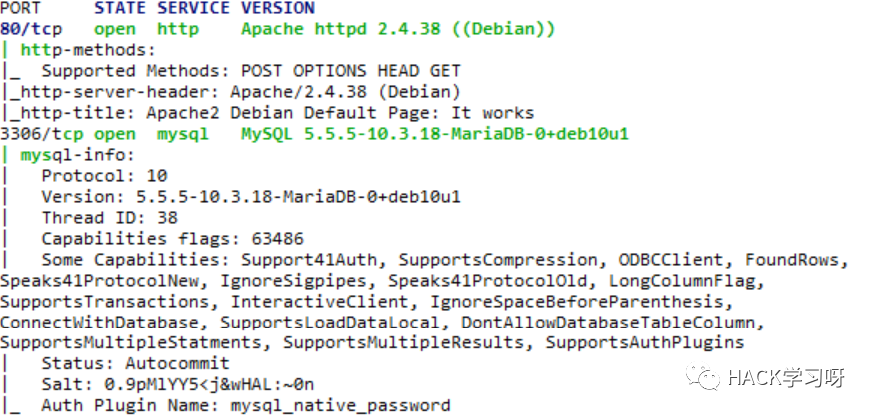 PORT STATE SERVICE VERSION
80/tcp open http Apache httpd 2.4.38 ((Debian))
| http-methods:
|_ Supported Methods: POST OPTIONS HEAD GET
|_http-server-header: Apache/2.4.38 (Debian)
|_http-title: Apache2 Debian Default Page: It works
3306/tcp open mysql MySQL 5.5.5-10.3.18-MariaDB-0+deb10u1
| mysql-info:
| Protocol: 10
| Version: 5.5.5-10.3.18-MariaDB-0+deb10u1
| Thread ID: 38
| Capabilities flags: 63486
| Some Capabilities: Support41Auth, SupportsCompression, ODBCClient, FoundRows,
Speaks41ProtocolNew, IgnoreSigpipes, Speaks41ProtocolOld, LongColumnFlag,
SupportsTransactions, InteractiveClient, IgnoreSpaceBeforeParenthesis,
ConnectWithDatabase, SupportsLoadDataLocal, DontAllowDatabaseTableColumn,
SupportsMultipleStatments, SupportsMultipleResults, SupportsAuthPlugins
| Status: Autocommit
| Salt: 0.9pMlYY5<j&wHAL:~0n
|_ Auth Plugin Name: mysql_native_password
HACK学习呀